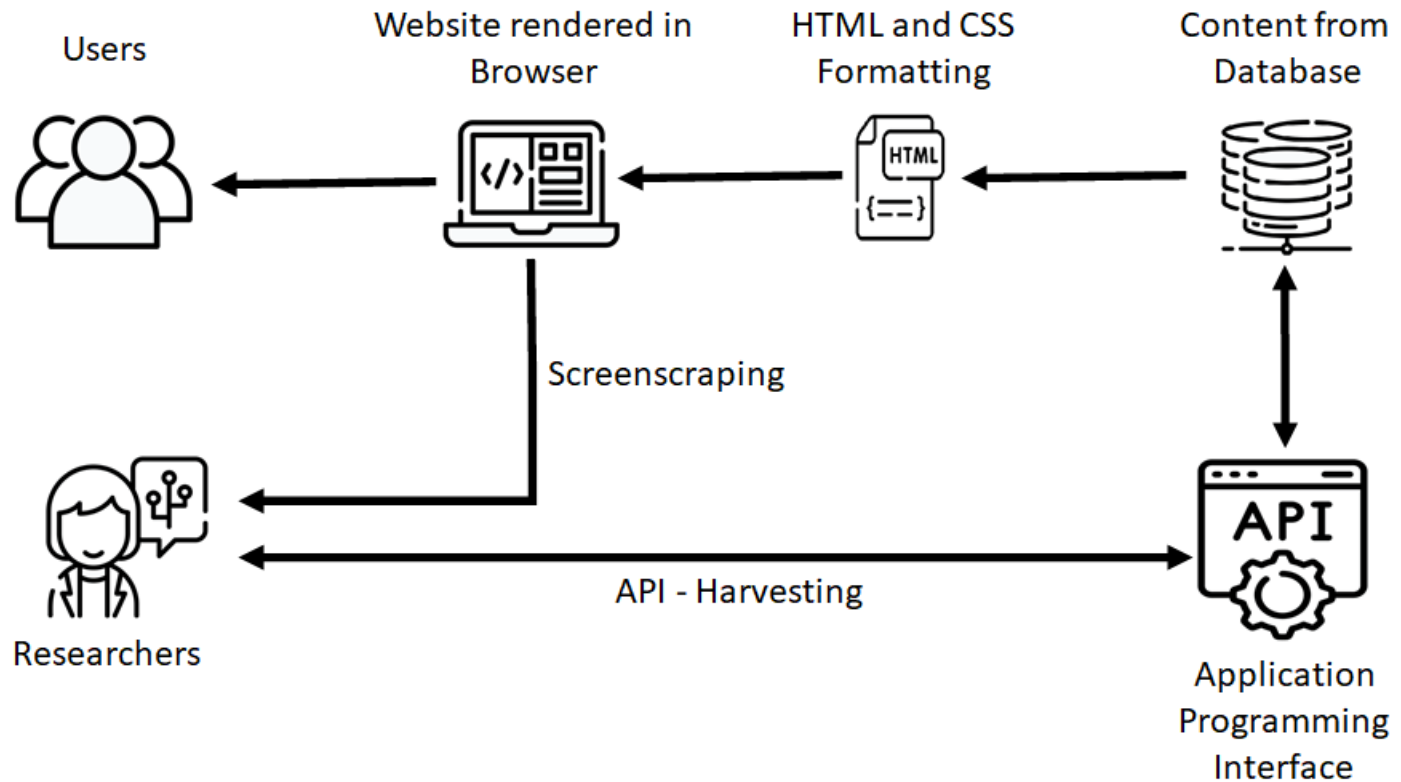 Users
Website rendered in
Browser
HTML and CSS
Formatting
Content from
Database
</>
HTML
{==}
Screenscraping
API - Harvesting
API
Researchers
Application
Programming
Interface